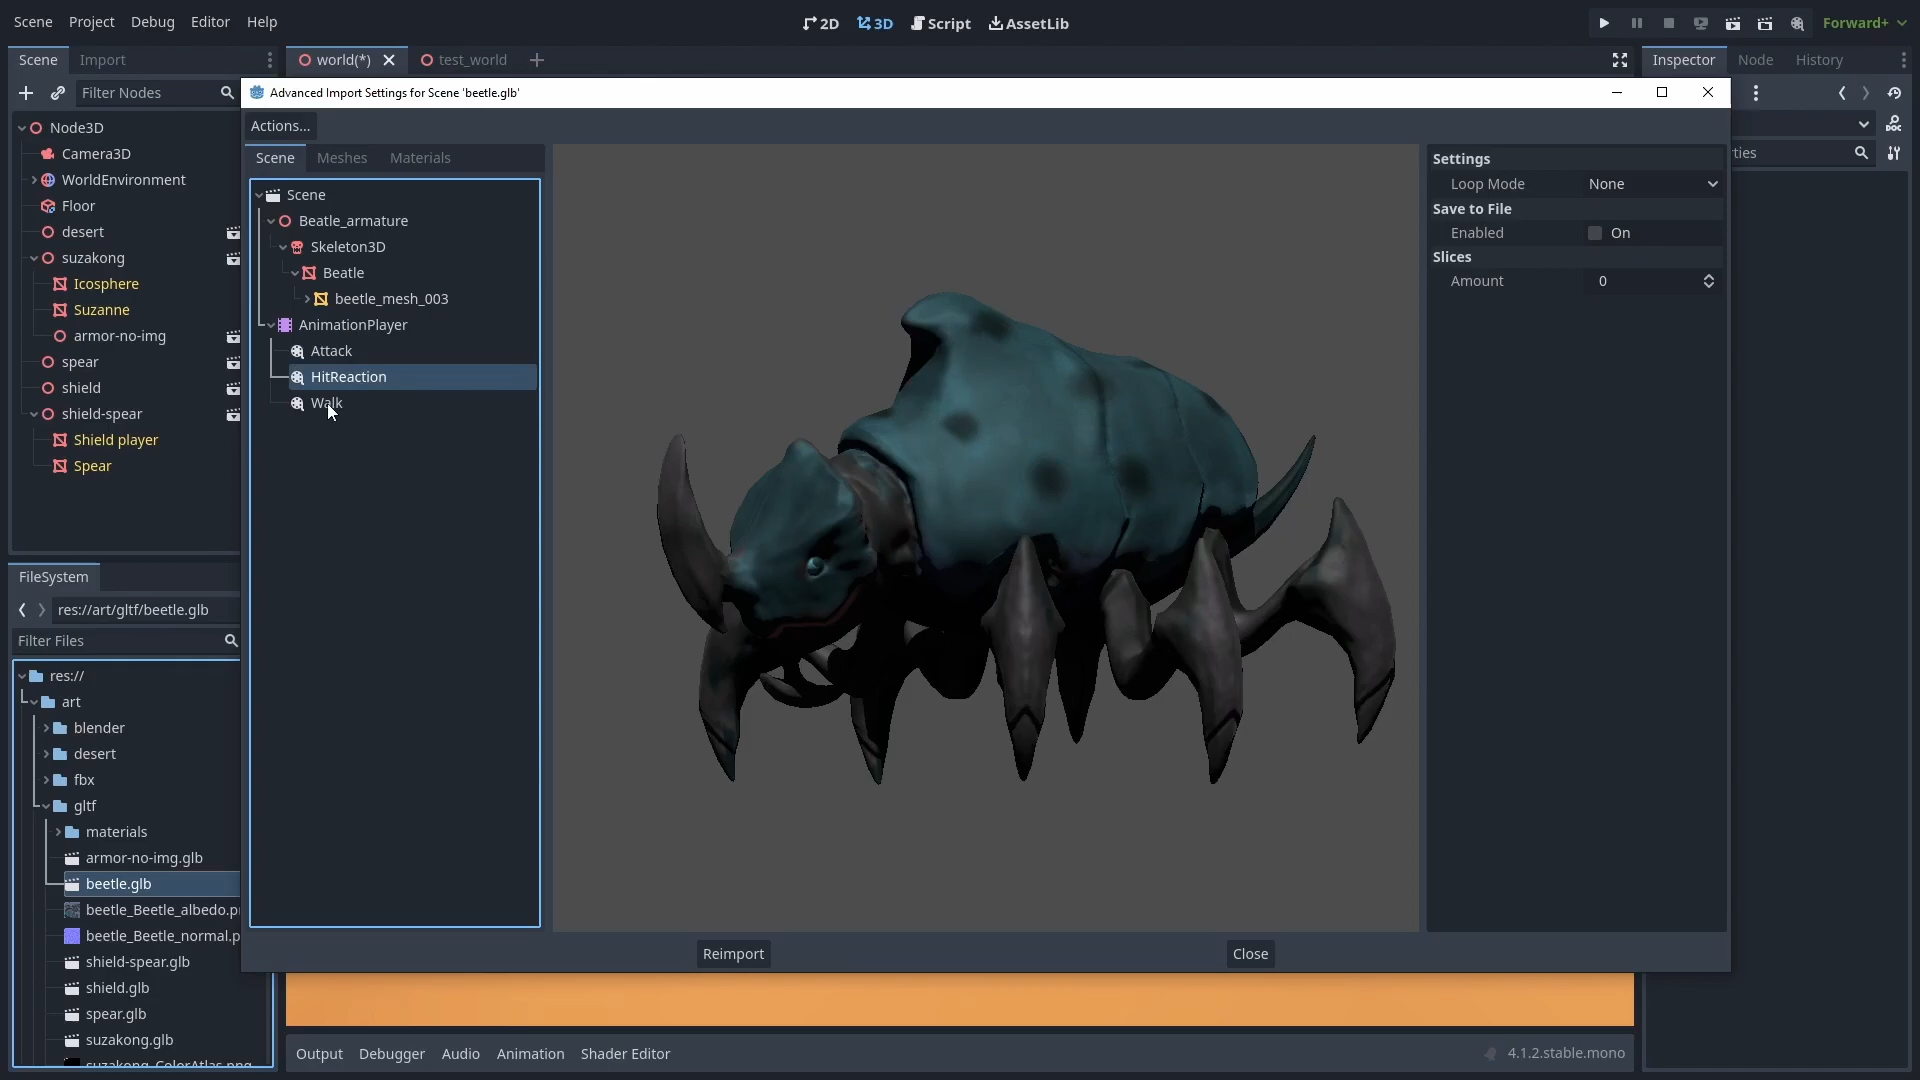 Scene Project Debug Editor Help
2D 3D Script AssetLib
Forward+
Scene Import
world(*) test_world
Inspector Node History
Filter Nodes
Advanced Import Settings for Scene 'beetle.glb'
Node3D
Camera3D
WorldEnvironment
Floor
desert
suzakong
Icosphere
Suzanne
armor-no-img
spear
shield
shield-spear
Shield player
Spear
Actions...
Scene Meshes Materials
Scene
Beatle_armature
Skeleton3D
Beatle
beetle_mesh_003
AnimationPlayer
Attack
HitReaction
Walk
Settings
Loop Mode None
Save to File
Enabled On
Slices
Amount 0
Reimport Close
FileSystem
res://art/gltf/beetle.glb
Filter Files
res://
art
blender
desert
fbx
gltf
materials
armor-no-img.glb
beetle.glb
beetle_Beetle_albedo.p
beetle_Beetle_normal.p
shield-spear.glb
shield.glb
spear.glb
suzakong.glb
suzakong_ColorAtlas.png
Output Debugger Audio Animation Shader Editor
4.1.2.stable.mono